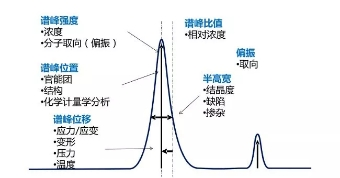 谱峰强度
•浓度
•分子取向（偏振）
谱峰位置
•官能团
•结构
•化学计量学分析
谱峰位移
•应力/应变
•变形
•压力
•温度
谱峰比值
•相对浓度
半高宽
•结晶度
•缺陷
•掺杂
偏振
•取向